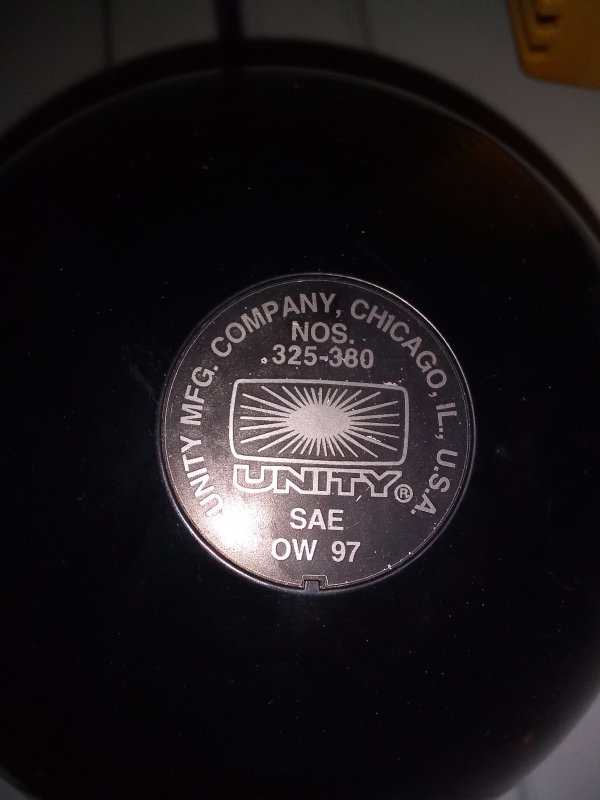 UNITY MFG. COMPANY, CHICAGO, IL., U.S.A.
NOS.
325-380
UNITY®
SAE
OW 97